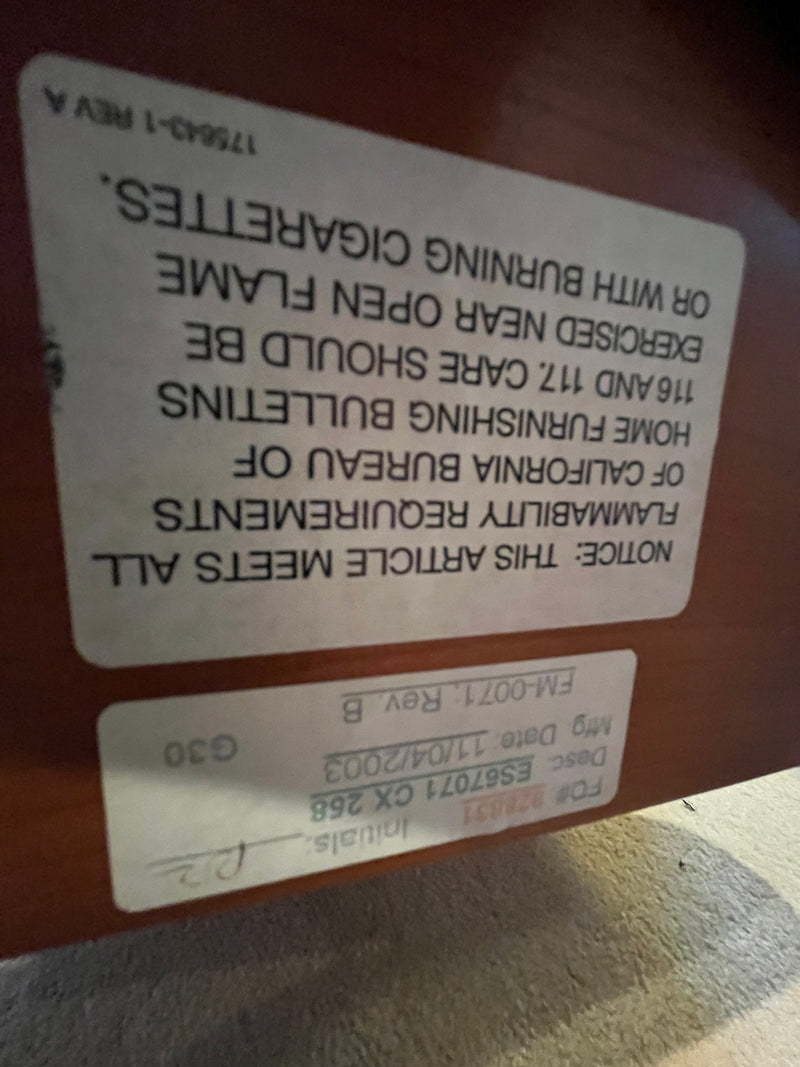 NOTICE: THIS ARTICLE MEETS ALL
FLAMMABILITY REQUIREMENTS
OF CALIFORNIA BUREAU OF
HOME FURNISHING BULLETINS
116 AND 117. CARE SHOULD BE
EXERCISED NEAR OPEN FLAME
OR WITH BURNING CIGARETTES.
175643-1 REV A
FO# 928831 Initials:
Desc: ES67071 CX 268
Mfg Date: 11/04/2003 G30
FM-0071; Rev. B